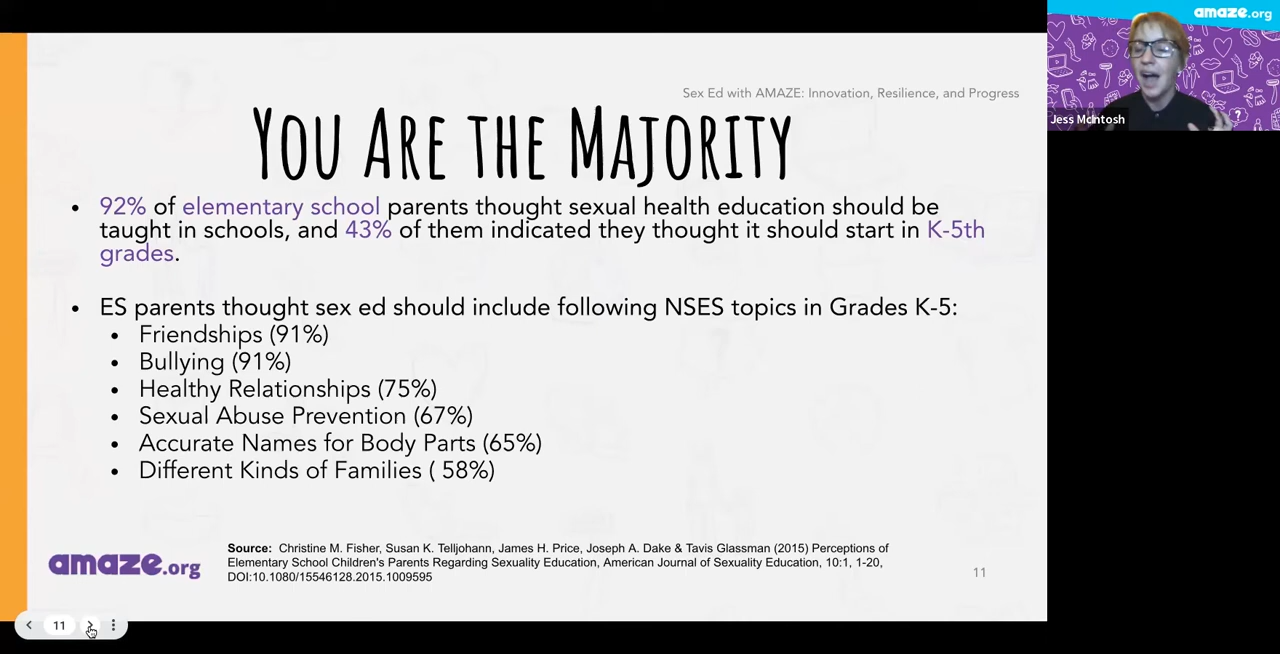 amaze.org
Sex Ed with AMAZE: Innovation, Resilience, and Progress
YOU ARE THE MAJORITY
Jess McIntosh
• 92% of elementary school parents thought sexual health education should be
taught in schools, and 43% of them indicated they thought it should start in K-5th
grades.
• ES parents thought sex ed should include following NSES topics in Grades K-5:
• Friendships (91%)
• Bullying (91%)
• Healthy Relationships (75%)
• Sexual Abuse Prevention (67%)
• Accurate Names for Body Parts (65%)
• Different Kinds of Families ( 58%)
amaze.org
Source: Christine M. Fisher, Susan K. Telljohann, James H. Price, Joseph A. Dake & Tavis Glassman (2015) Perceptions of
Elementary School Children's Parents Regarding Sexuality Education, American Journal of Sexuality Education, 10:1, 1-20,
DOI:10.1080/15546128.2015.1009595
11
11